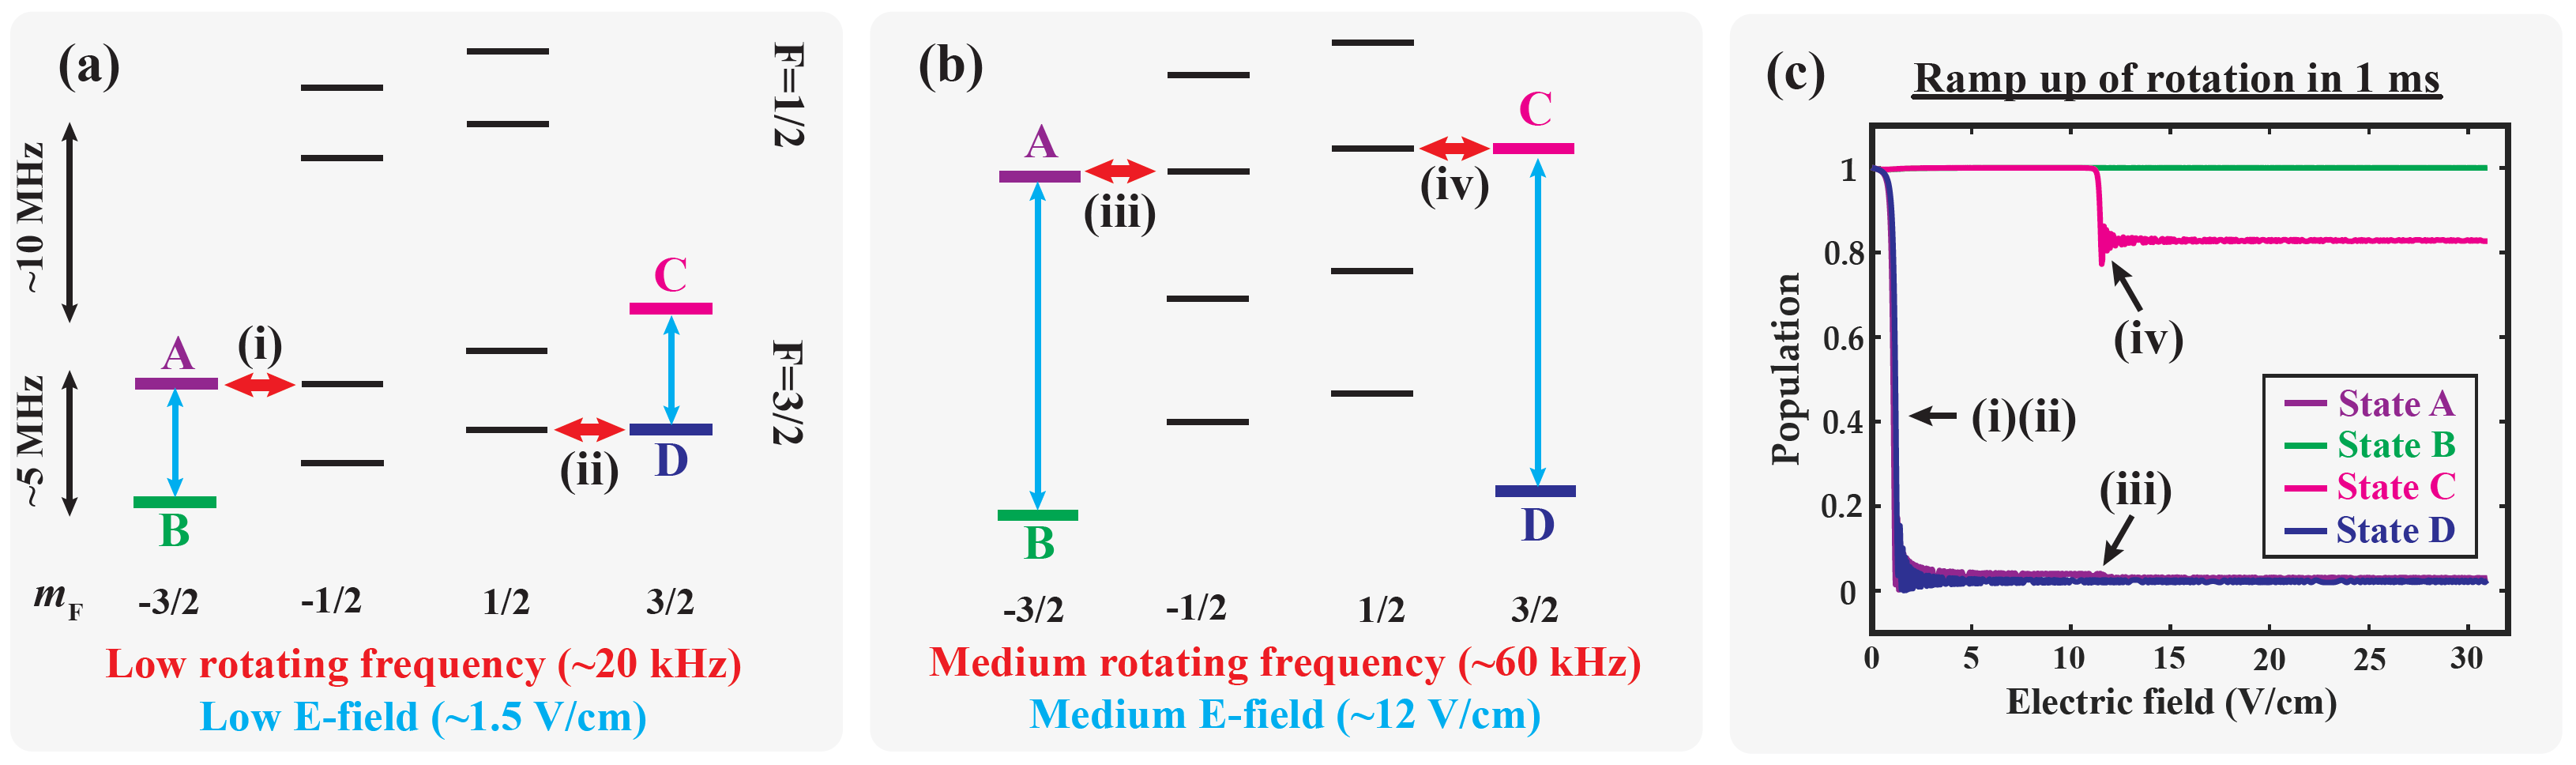 (a)
F=1/2
~10 MHz
C
A
(i)
F=3/2
~5 MHz
(ii)
D
B
mF
-3/2
-1/2
1/2
3/2
Low rotating frequency (~20 kHz)
Low E-field (~1.5 V/cm)
(b)
C
A
(iii)
(iv)
B
D
-3/2
-1/2
1/2
3/2
Medium rotating frequency (~60 kHz)
Medium E-field (~12 V/cm)
(c)
Ramp up of rotation in 1 ms
Population
1
0.8
0.6
0.4
0.2
0
(iv)
(i)(ii)
(iii)
State A
State B
State C
State D
0
5
10
15
20
25
30
Electric field (V/cm)